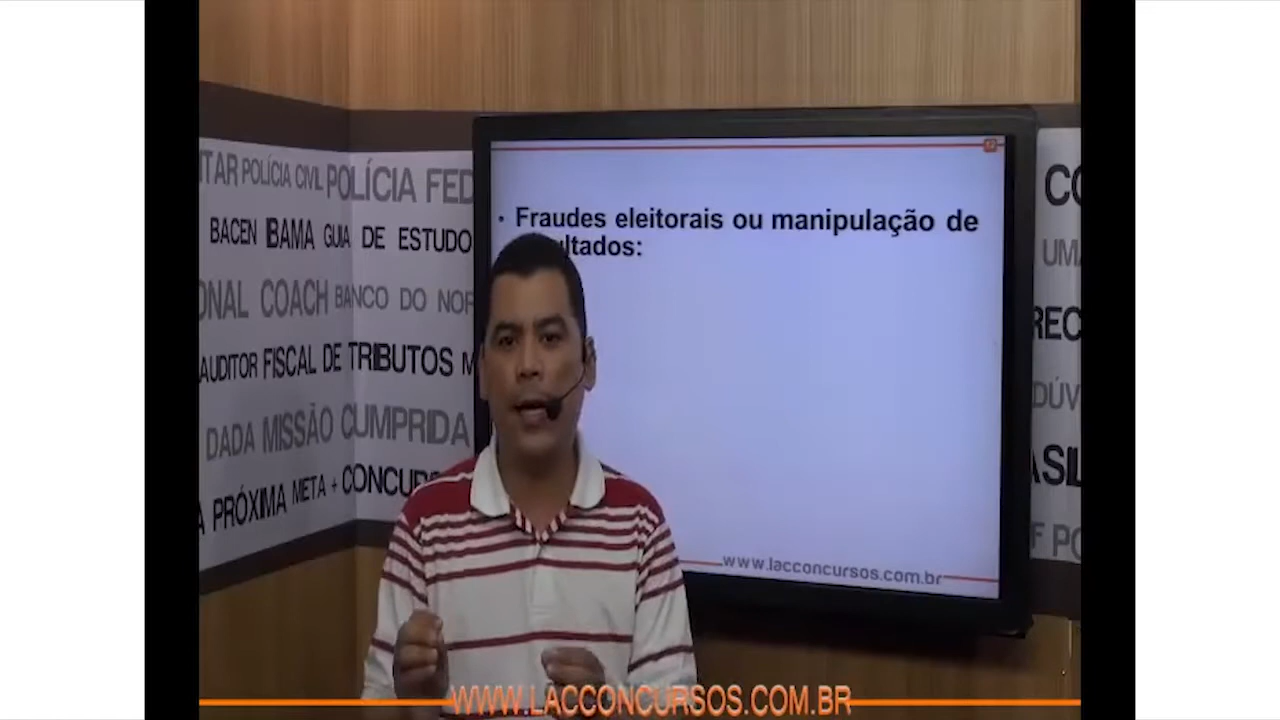 TAR POLÍCIA CIVIL POLÍCIA FED
BACEN IBAMA GUIA DE ESTUDO
ONAL COACH BANCO DO NOR
AUDITOR FISCAL DE TRIBUTOS M
DADA MISSÃO CUMPRIDA
A PRÓXIMA META + CONCURS
• Fraudes eleitorais ou manipulação de
ultados:
www.lacconcursos.com.br
CO
UMA
REC
DÚV
ASIL
F PO
WWW.LACCONCURSOS.COM.BR